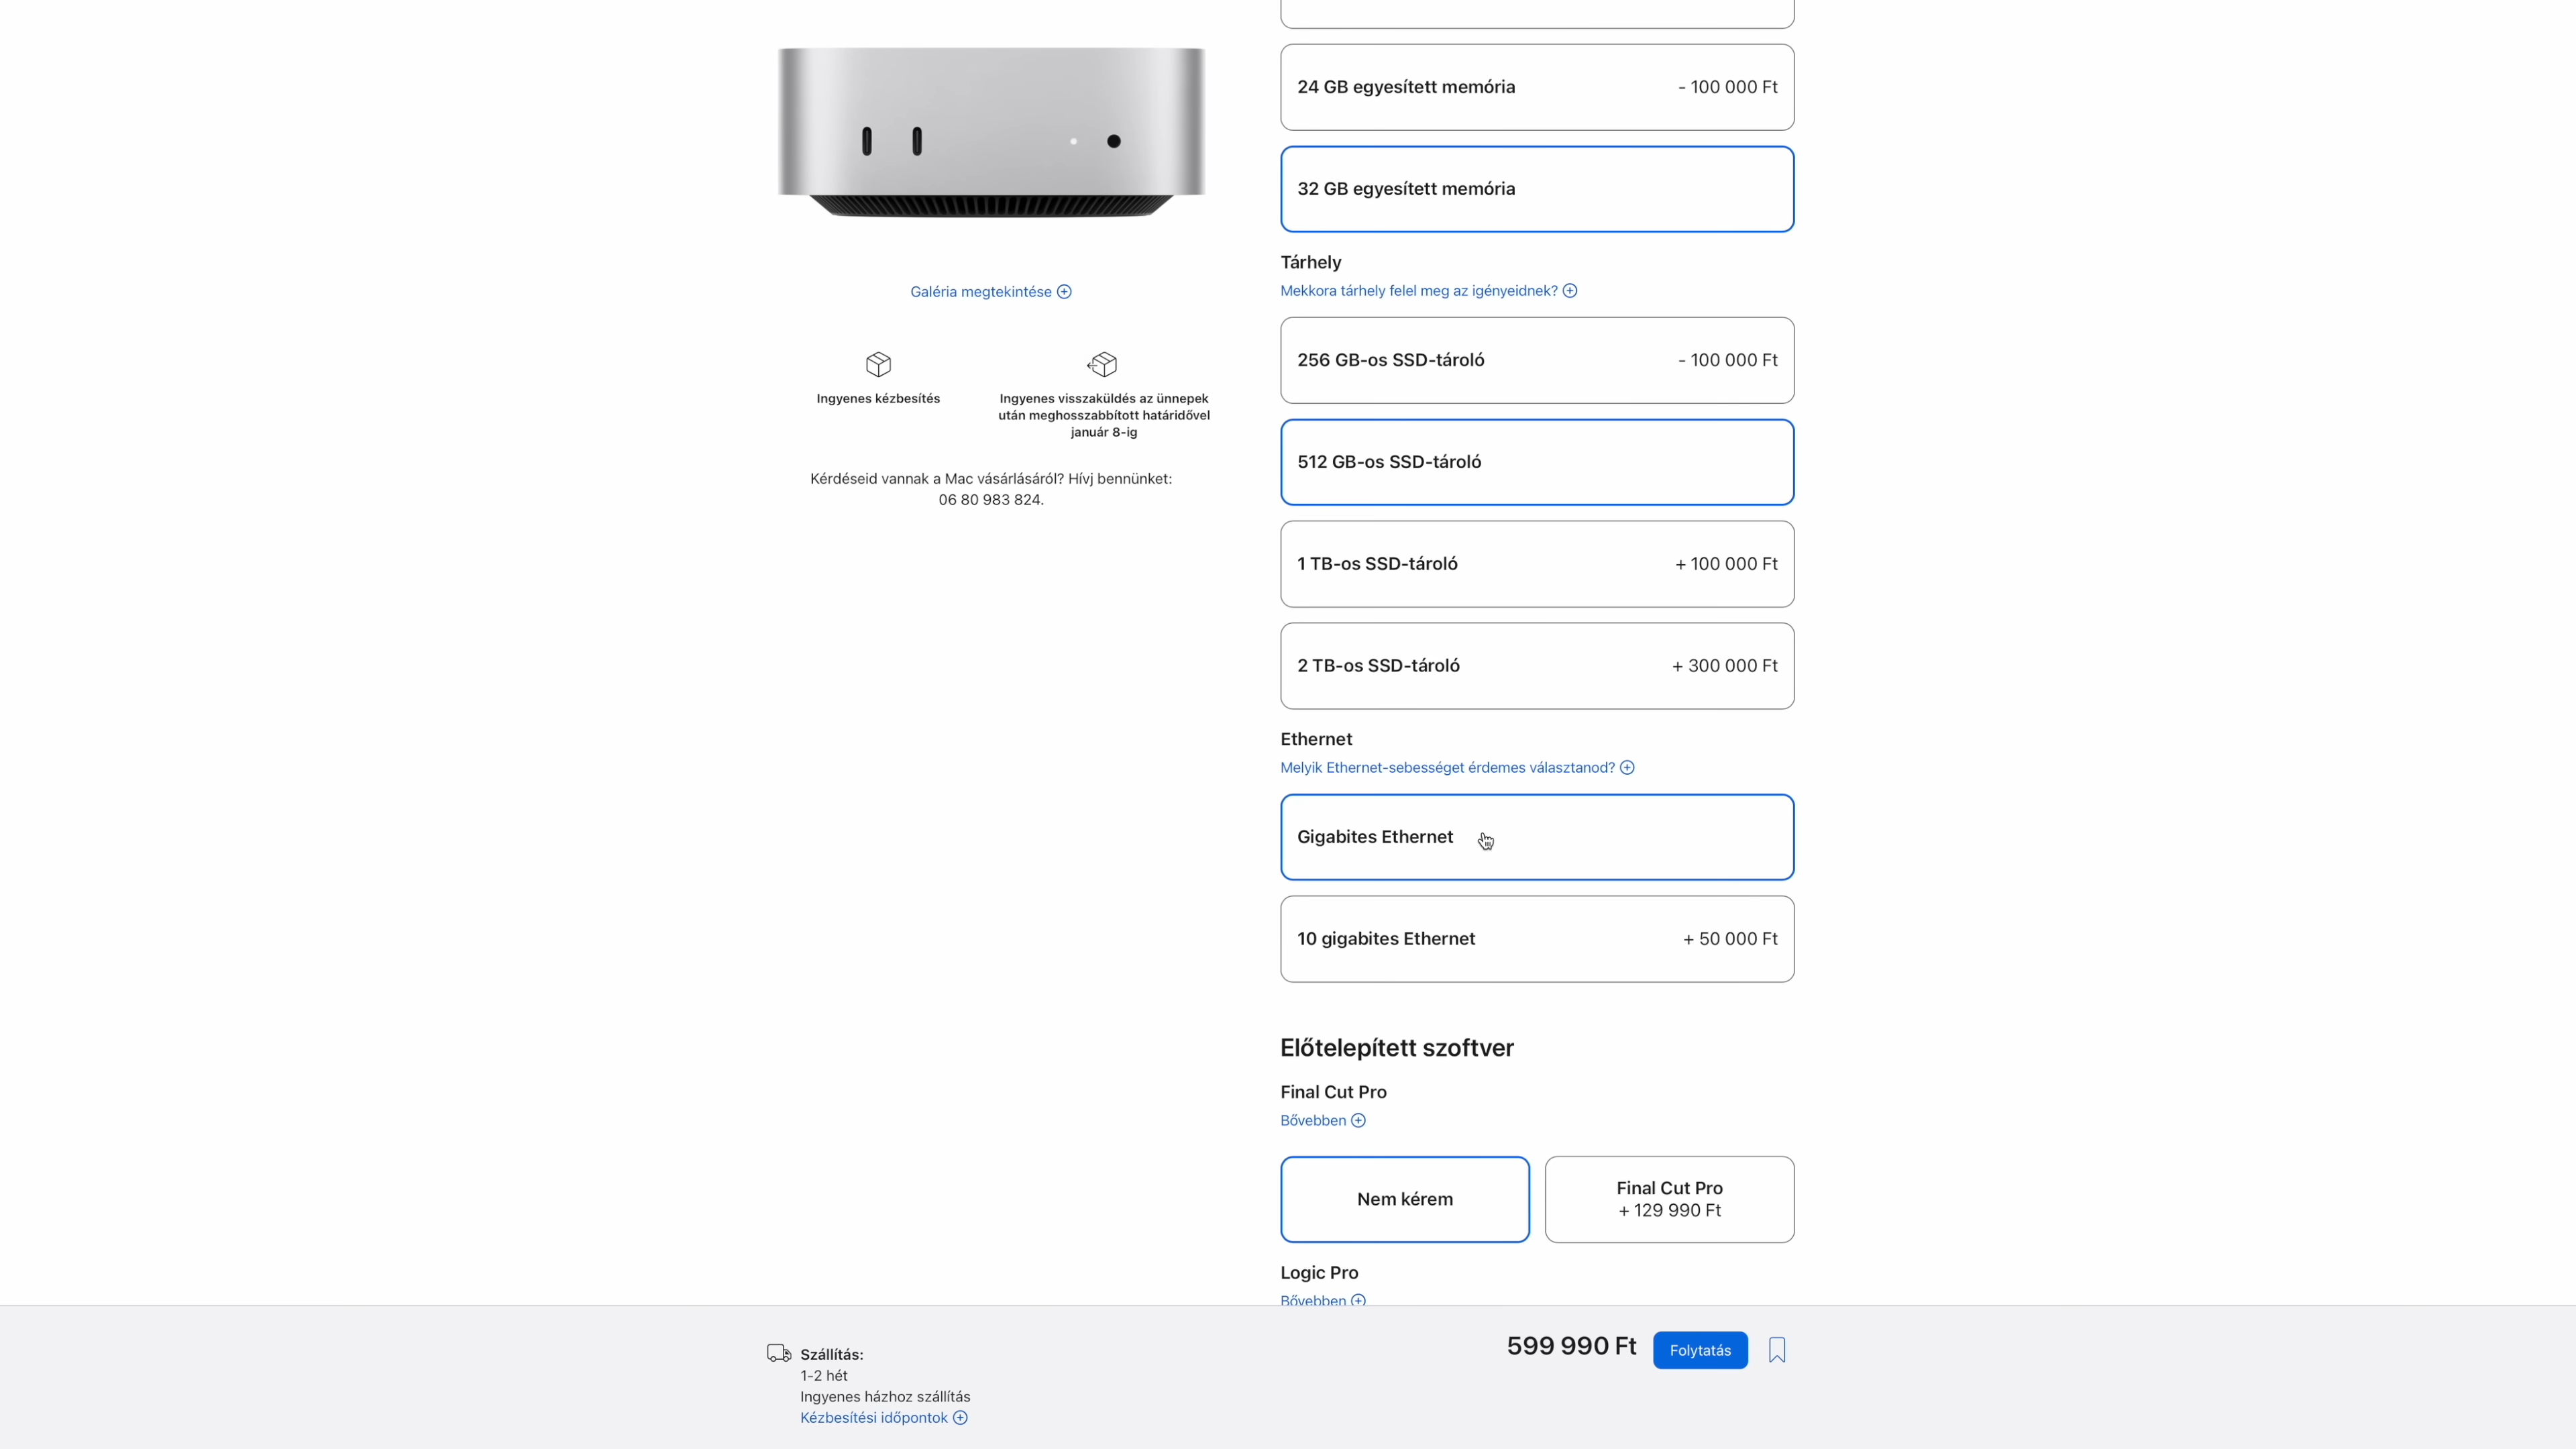 24 GB egyesített memória - 100 000 Ft
32 GB egyesített memória
Galéria megtekintése
Ingyenes kézbesítés
Ingyenes visszaküldés az ünnepek
után meghosszabbított határidővel
január 8-ig
Kérdéseid vannak a Mac vásárlásáról? Hívj bennünket:
06 80 983 824.
Tárhely
Mekkora tárhely felel meg az igényeidnek?
256 GB-os SSD-tároló - 100 000 Ft
512 GB-os SSD-tároló
1 TB-os SSD-tároló + 100 000 Ft
2 TB-os SSD-tároló + 300 000 Ft
Ethernet
Melyik Ethernet-sebességet érdemes választanod?
Gigabites Ethernet
10 gigabites Ethernet + 50 000 Ft
Előtelepített szoftver
Final Cut Pro
Bővebben
Nem kérem
Final Cut Pro
+ 129 990 Ft
Logic Pro
Bővebben
Szállítás:
1-2 hét
Ingyenes házhoz szállítás
Kézbesítési időpontok
599 990 Ft
Folytatás